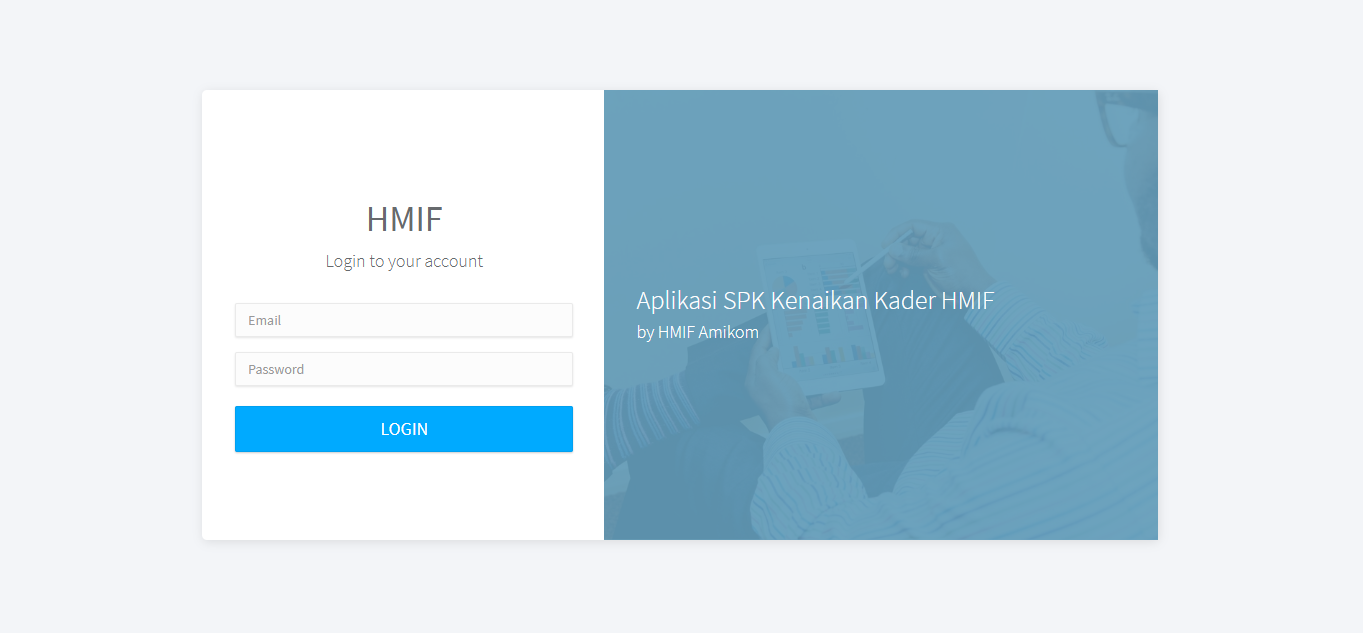 HMIF
Login to your account
Email
Password
LOGIN
Aplikasi SPK Kenaikan Kader HMIF
by HMIF Amikom